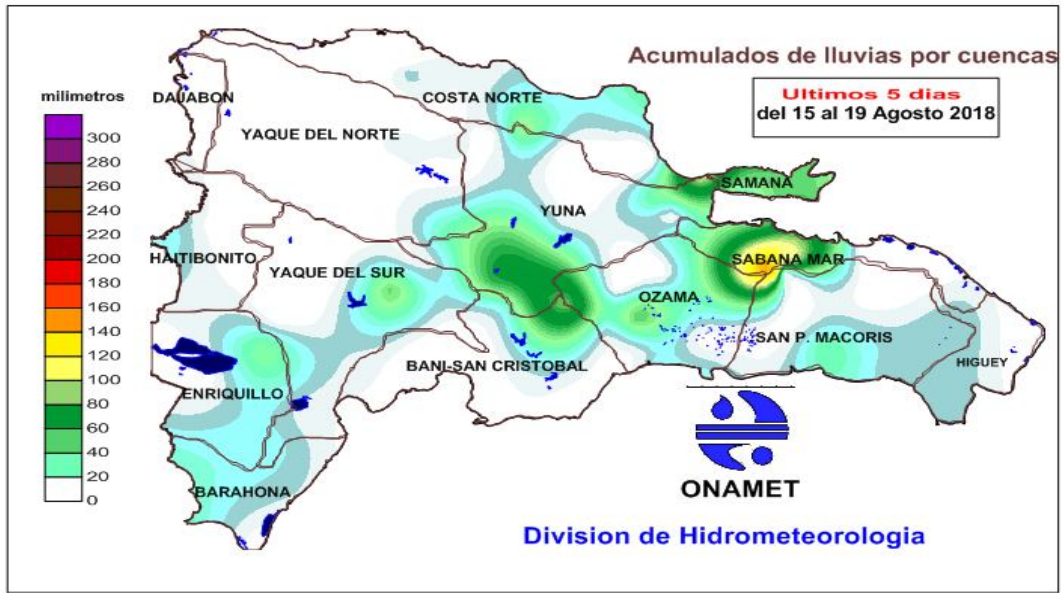 Acumulados de lluvias por cuencas
Ultimos 5 dias
del 15 al 19 Agosto 2018
milimetros
300
280
260
240
220
200
180
160
140
120
100
80
60
40
20
0
DAJABON
COSTA NORTE
YAQUE DEL NORTE
SAMANA
YUNA
HAITIBONITO
SABANA MAR
YAQUE DEL SUR
OZAMA
SAN P. MACORIS
BANI-SAN CRISTOBAL
HIGUEY
ENRIQUILLO
BARAHONA
ONAMET
Division de Hidrometeorologia